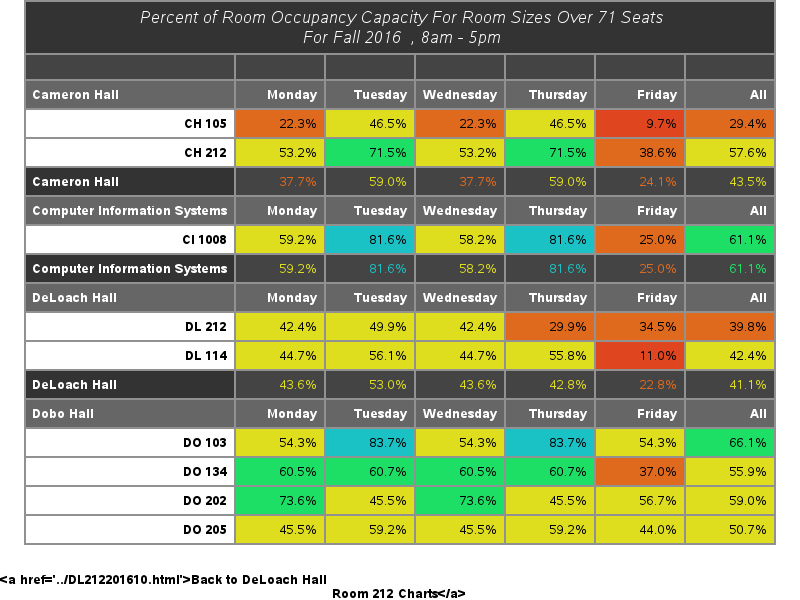 Percent of Room Occupancy Capacity For Room Sizes Over 71 Seats
For Fall 2016 , 8am - 5pm
Cameron Hall Monday Tuesday Wednesday Thursday Friday All
CH 105 22.3% 46.5% 22.3% 46.5% 9.7% 29.4%
CH 212 53.2% 71.5% 53.2% 71.5% 38.6% 57.6%
Cameron Hall 37.7% 59.0% 37.7% 59.0% 24.1% 43.5%
Computer Information Systems Monday Tuesday Wednesday Thursday Friday All
CI 1008 59.2% 81.6% 58.2% 81.6% 25.0% 61.1%
Computer Information Systems 59.2% 81.6% 58.2% 81.6% 25.0% 61.1%
DeLoach Hall Monday Tuesday Wednesday Thursday Friday All
DL 212 42.4% 49.9% 42.4% 29.9% 34.5% 39.8%
DL 114 44.7% 56.1% 44.7% 55.8% 11.0% 42.4%
DeLoach Hall 43.6% 53.0% 43.6% 42.8% 22.8% 41.1%
Dobo Hall Monday Tuesday Wednesday Thursday Friday All
DO 103 54.3% 83.7% 54.3% 83.7% 54.3% 66.1%
DO 134 60.5% 60.7% 60.5% 60.7% 37.0% 55.9%
DO 202 73.6% 45.5% 73.6% 45.5% 56.7% 59.0%
DO 205 45.5% 59.2% 45.5% 59.2% 44.0% 50.7%
<a href='../DL212201610.html'>Back to DeLoach Hall
Room 212 Charts</a>